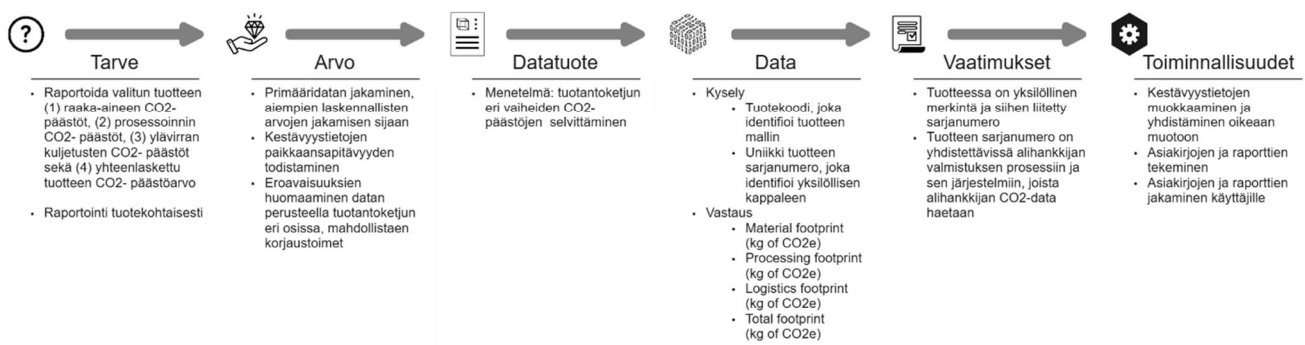 ?
Tarve
• Raportoida valitun tuotteen
(1) raaka-aineen CO2-
päästöt, (2) prosessoinnin
CO2- päästöt, (3) ylävirran
kuljetusten CO2- päästöt
sekä (4) yhteenlaskettu
tuotteen CO2- päästöarvo
• Raportointi tuotekohtaisesti
Arvo
• Primääridatan jakaminen,
aiempien laskennallisten
arvojen jakamisen sijaan
• Kestävyystietojen
paikkaansapitävyyden
todistaminen
• Eroavaisuuksien
huomaaminen datan
perusteella tuotantoketjun
eri osissa, mahdollistaen
korjaustoimet
Datatuote
• Menetelmä: tuotantoketjun
eri vaiheiden CO2-
päästöjen selvittäminen
Data
• Kysely
• Tuotekoodi, joka
identifioi tuotteen
mallin
• Uniikki tuotteen
sarjanumero, joka
identifioi yksilöllisen
kappaleen
• Vastaus
• Material footprint
(kg of CO2e)
• Processing footprint
(kg of CO2e)
• Logistics footprint
(kg of CO2e)
• Total footprint
(kg of CO2e)
Vaatimukset
• Tuotteessa on yksilöllinen
merkintä ja siihen liitetty
sarjanumero
• Tuotteen sarjanumero on
yhdistettävissä alihankkijan
valmistuksen prosessiin ja
sen järjestelmiin, joista
alihankkijan CO2-data
haetaan
Toiminnallisuudet
• Kestävyystietojen
muokkaaminen ja
yhdistäminen oikeaan
muotoon
• Asiakirjojen ja raporttien
tekeminen
• Asiakirjojen ja raporttien
jakaminen käyttäjille